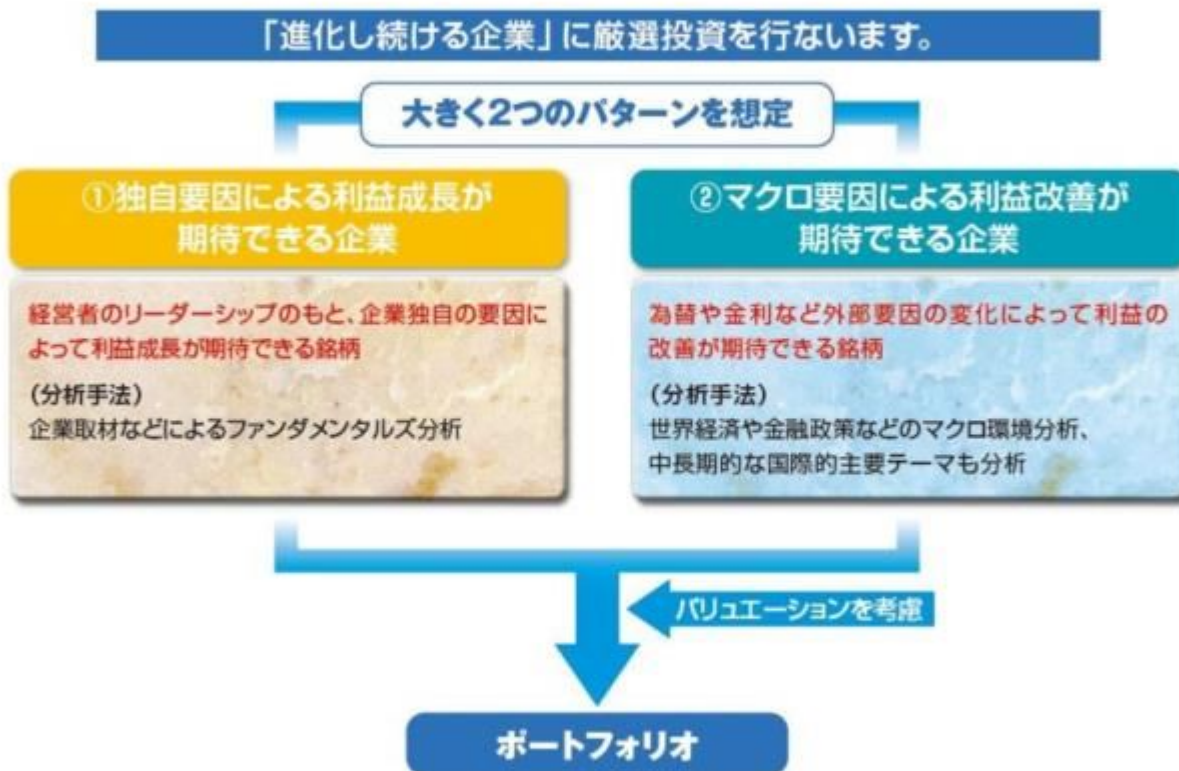 「進化し続ける企業」に厳選投資を行ないます。
大きく2つのパターンを想定
①独自要因による利益成長が
期待できる企業
経営者のリーダーシップのもと、企業独自の要因に
よって利益成長が期待できる銘柄
(分析手法)
企業取材などによるファンダメンタルズ分析
②マクロ要因による利益改善が
期待できる企業
為替や金利など外部要因の変化によって利益の
改善が期待できる銘柄
(分析手法)
世界経済や金融政策などのマクロ環境分析、
中長期的な国際的主要テーマも分析
バリュエーションを考慮
ポートフォリオ